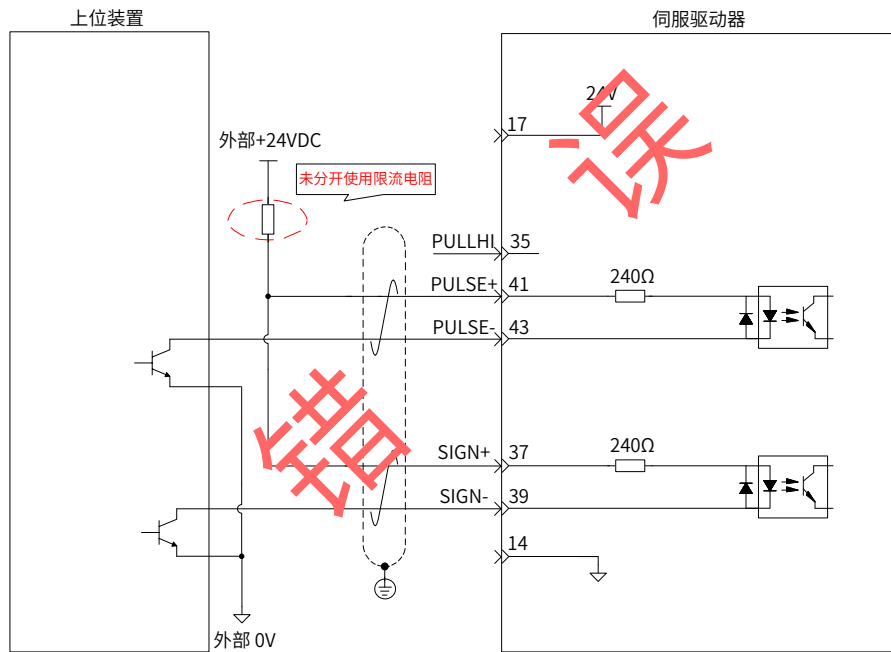 上位装置
伺服驱动器
24V
17
外部+24VDC
未分开使用限流电阻
PULLHI
35
PULSE+
41
240Ω
PULSE-
43
错误
SIGN+
37
240Ω
SIGN-
39
14
外部 0V